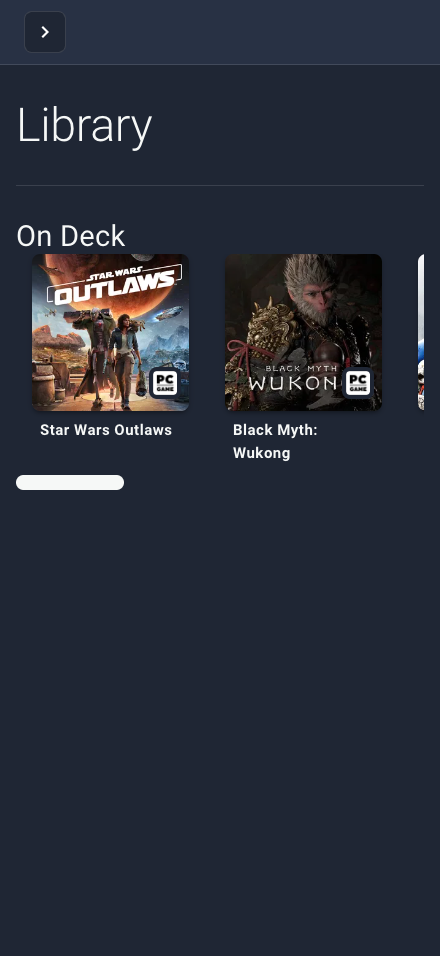 Library
On Deck
STAR WARS
OUTLAWS
PC
GAME
BLACK MYTH
WUKON
PC
GAME
Star Wars Outlaws
Black Myth:
Wukong